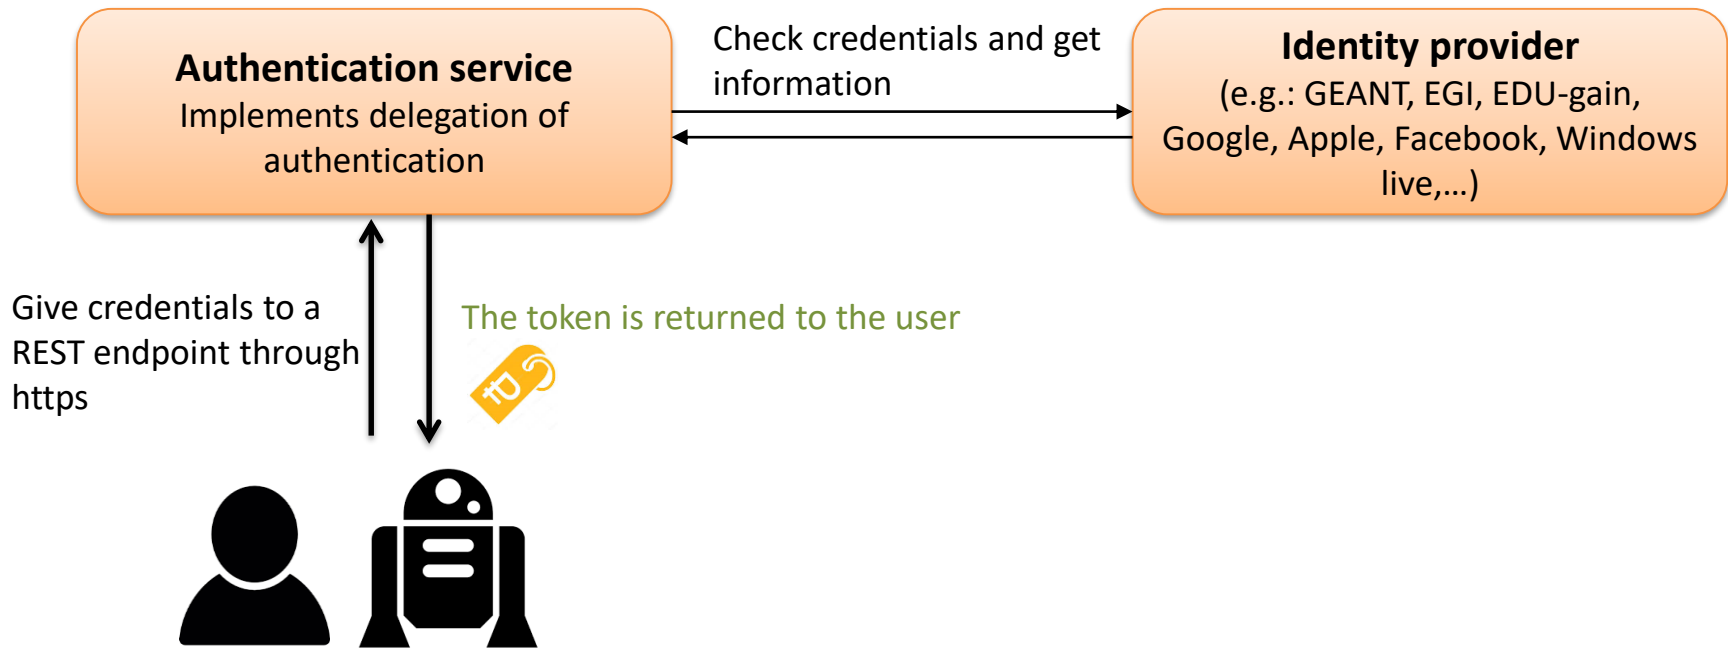 Authentication service
Implements delegation of
authentication
Check credentials and get
information
Identity provider
(e.g.: GEANT, EGI, EDU-gain,
Google, Apple, Facebook, Windows
live,...)
Give credentials to a
REST endpoint through
https
The token is returned to the user